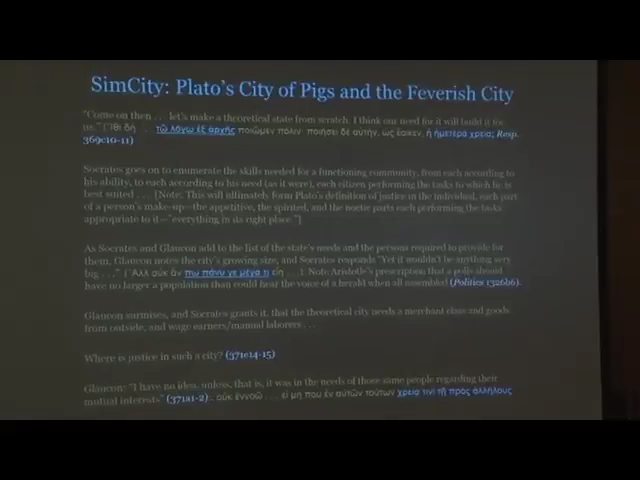 SimCity: Plato's City of Pigs and the Feverish City
"Come on then . . . let's make a theoretical state from scratch. I think our need for it will build it for
us." ["Ἴθι δή . . . τῷ λόγῳ ἐξ ἀρχῆς ποιῶμεν πόλιν· ποιήσει δὲ αὐτήν, ὡς ἔοικεν, ἡ ἡμετέρα χρεία; Resp.
369c10-11)
Socrates goes on to enumerate the skills needed for a functioning community, from each according to
his ability, to each according to his need (as it were), each citizen performing the tasks to which he is
best suited . . . [Note: This will ultimately form Plato's definition of justice in the individual, each part
of a person's make-up—the appetitive, the spirited, and the noetic parts each performing the tasks
appropriate to it—"everything in its right place."]
As Socrates and Glaucon add to the list of the state's needs and the persons required to provide for
them, Glaucon notes the city's growing size, and Socrates responds "Yet it wouldn't be anything very
big . . ." ["Ἀλλ' οὐκ ἂν πω πάνυ γε μέγα τι εἴη . . . ]. Note: Aristotle's prescription that a polis should
have no larger a population than could hear the voice of a herald when all assembled (Politics 1326b6).
Glaucon surmises, and Socrates grants it, that the theoretical city needs a merchant class and goods
from outside, and wage earners/manual laborers . . .
Where is justice in such a city? (371e14-15)
Glaucon: "I have no idea, unless, that is, it was in the needs of those same people regarding their
mutual interests" (371a1-2) : οὐκ ἐννοῶ . . . εἰ μή που ἐν αὐτῶν τούτων χρείᾳ τινὶ τῇ πρὸς ἀλλήλους